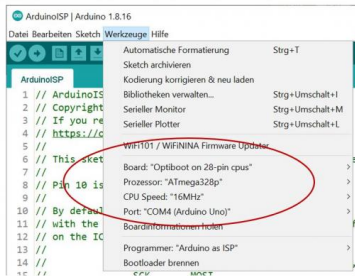 ArduinoISP | Arduino 1.8.16
Datei Bearbeiten Sketch Werkzeuge Hilfe
ArduinoISP
Automatische Formatierung Strg+T
Sketch archivieren
Kodierung korrigieren & neu laden
Bibliotheken verwalten... Strg+Umschalt+I
Serieller Monitor Strg+Umschalt+M
Serieller Plotter Strg+Umschalt+L
WiFi101 / WiFiNINA Firmware Updater
Board: "Optiboot on 28-pin cpus"
Prozessor: "ATmega328p"
CPU Speed: "16MHz"
Port: "COM4 (Arduino Uno)"
Boardinformationen holen
Programmer: "Arduino as ISP"
Bootloader brennen
1 // ArduinoIS
2 // Copyright
3 // If you re
4 // https://o
5 //
6 // This sket
7 //
8 // Pin 10 is
9 //
10 // By defaul
11 // with the
12 // on the IC
13 //
14 //
15 // SCK MOST